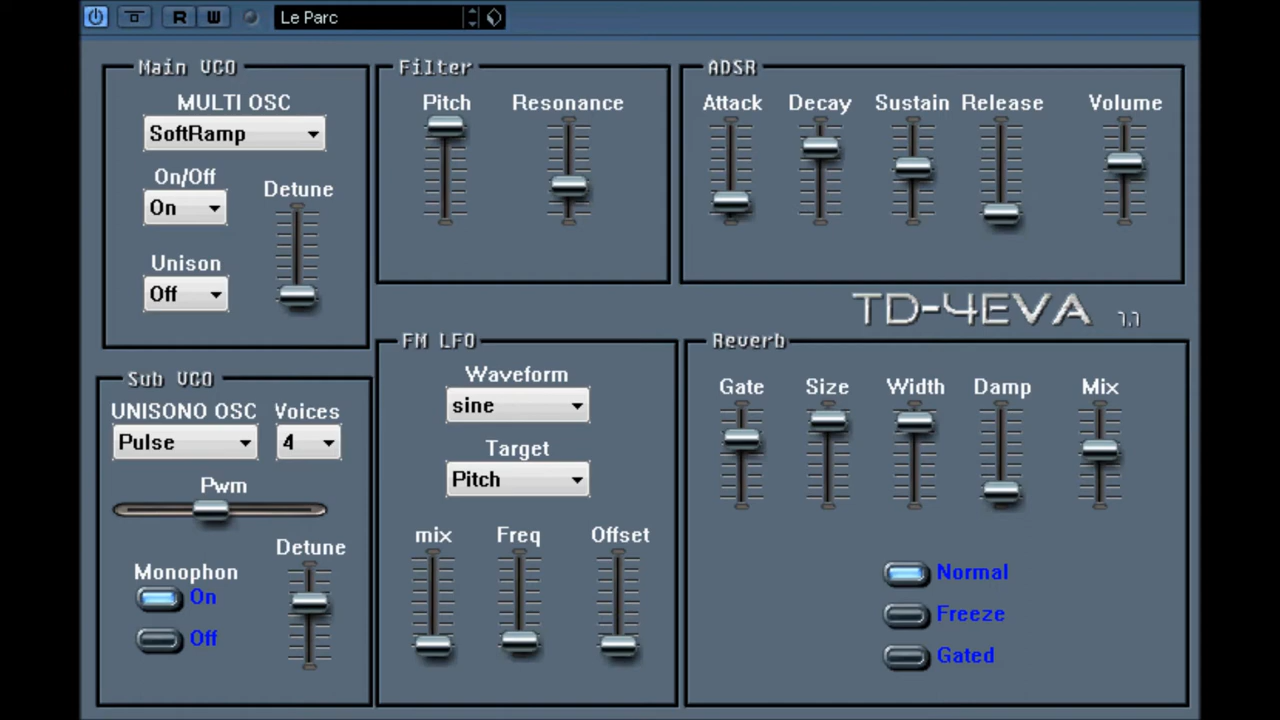 R W Le Parc
Main VCO
MULTI OSC
SoftRamp
On/Off
On
Detune
Unison
Off
Filter
Pitch Resonance
ADSR
Attack Decay Sustain Release Volume
TD-4EVA 1.1
Sub VCO
UNISONO OSC Voices
Pulse 4
Pwm
Detune
Monophon
On
Off
FM LFO
Waveform
sine
Target
Pitch
mix Freq Offset
Reverb
Gate Size Width Damp Mix
Normal
Freeze
Gated